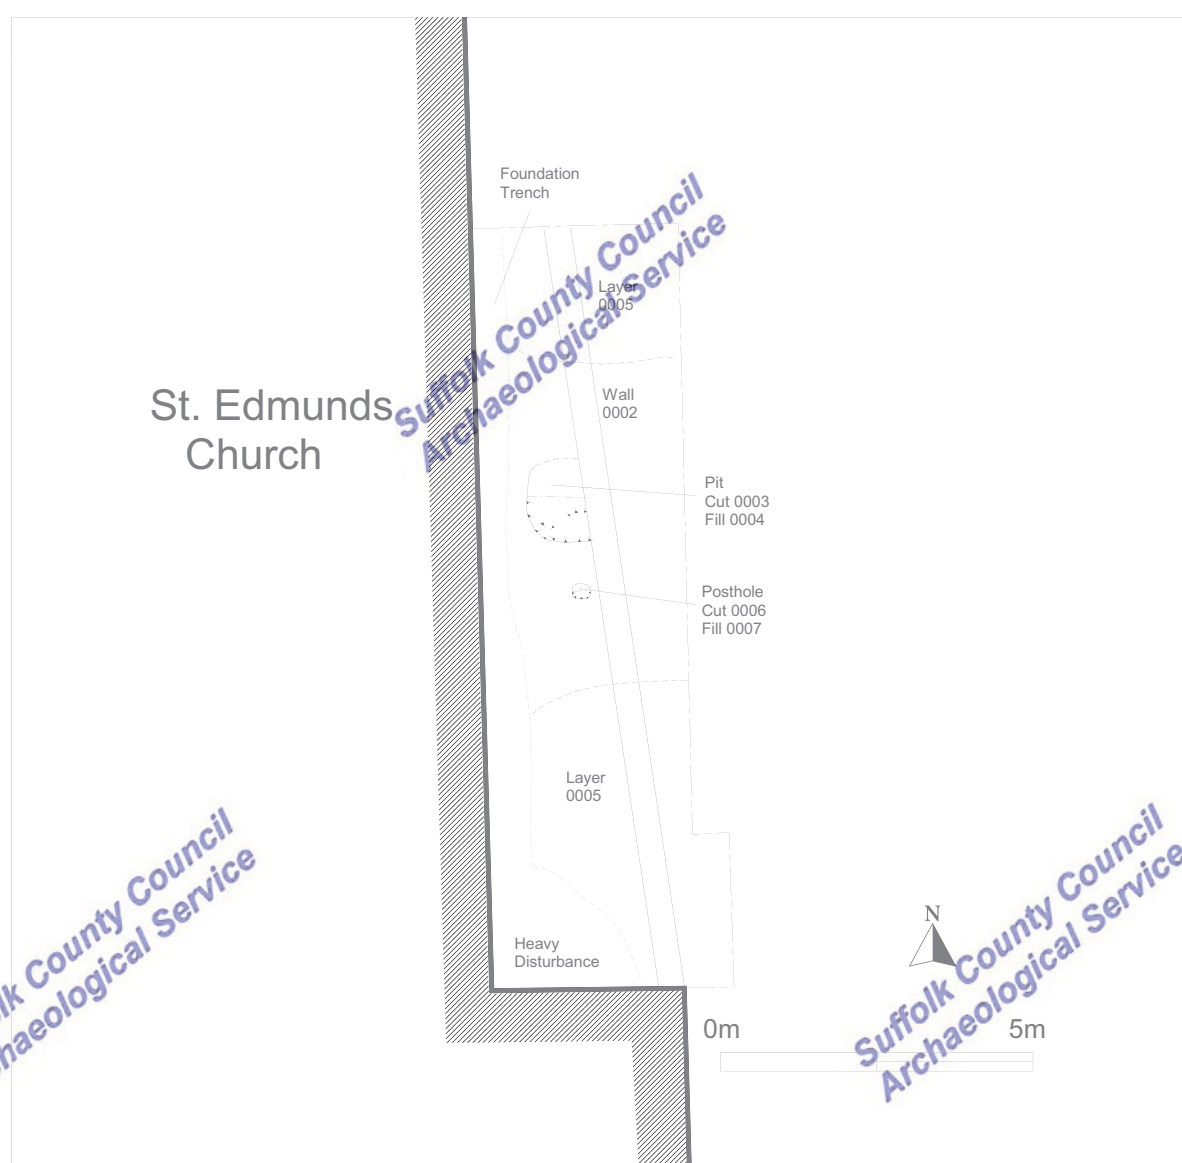 Foundation
Trench
Suffolk County Council
Archaeological Service
Layer
0005
St. Edmunds
Church
Wall
0002
Pit
Cut 0003
Fill 0004
Posthole
Cut 0006
Fill 0007
Layer
0005
lk County Council
haeological Service
Suffolk County Council
Archaeological Service
N
Heavy
Disturbance
0m 5m